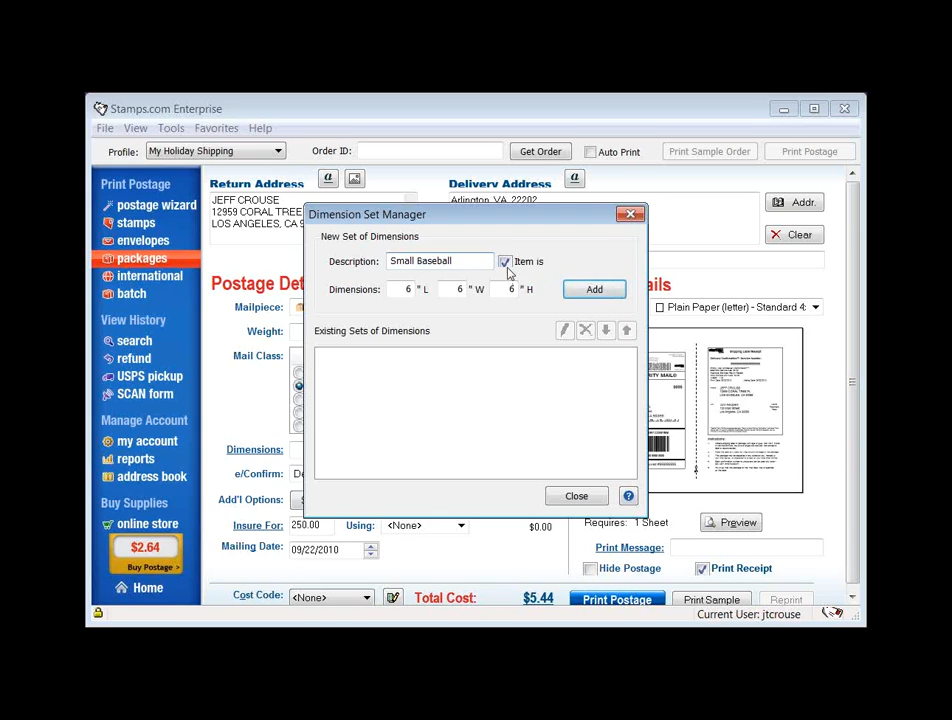 Stamps.com Enterprise
File View Tools Favorites Help
Profile: My Holiday Shipping Order ID: Get Order Auto Print Print Sample Order Print Postage
Print Postage
postage wizard
stamps
envelopes
packages
international
batch
View History
search
refund
USPS pickup
SCAN form
Manage Account
my account
reports
address book
Buy Supplies
online store
$2.64
Buy Postage >
Home
Return Address a
JEFF CROUSE
12959 CORAL TREE
LOS ANGELES, CA 9
Delivery Address a
Arlington, VA 22202
Addr.
Clear
Dimension Set Manager
New Set of Dimensions
Description: Small Baseball Item is
Dimensions: 6 " L 6 " W 6 " H Add
Existing Sets of Dimensions
Close ?
Postage De
Mailpiece:
Weight:
Mail Class:
Dimensions:
e/Confirm: De
Add'l Options: S
Insure For: 250.00 Using: <None> $0.00
Mailing Date: 09/22/2010
Cost Code: <None> Total Cost: $5.44
ails
Plain Paper (letter) - Standard 4
RITY MAIL
Requires: 1 Sheet Preview
Print Message:
Hide Postage Print Receipt
Print Postage Print Sample Reprint
Current User: jtcrouse